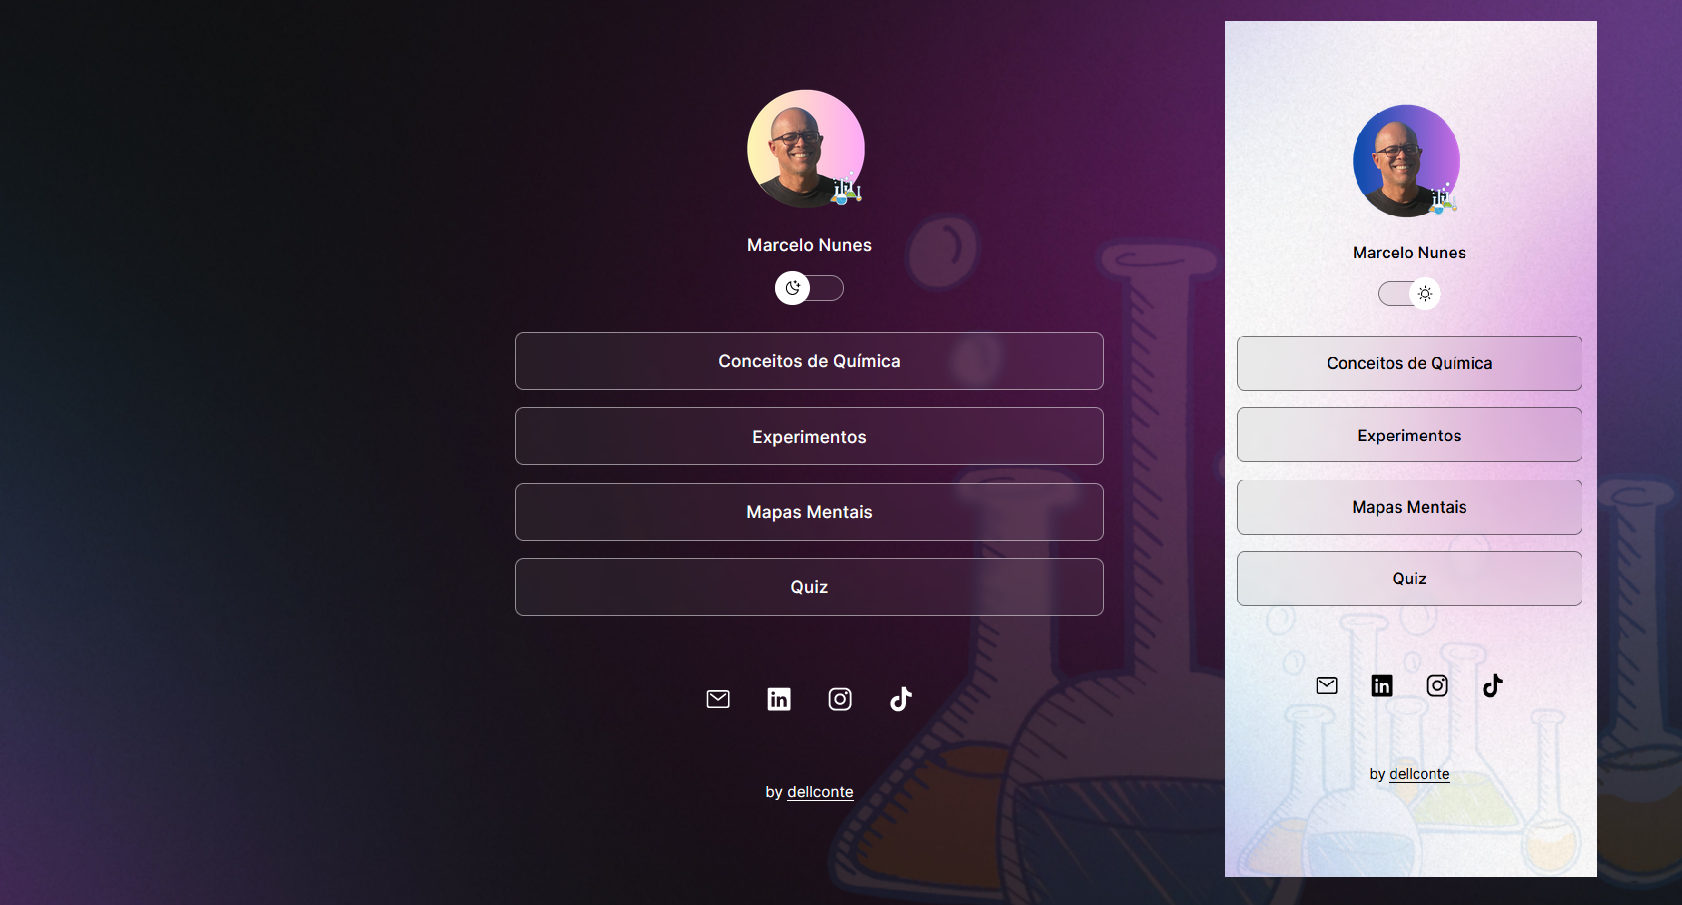 Marcelo Nunes
Conceitos de Química
Experimentos
Mapas Mentais
Quiz
by dellconte
Marcelo Nunes
Conceitos de Química
Experimentos
Mapas Mentais
Quiz
by dellconte